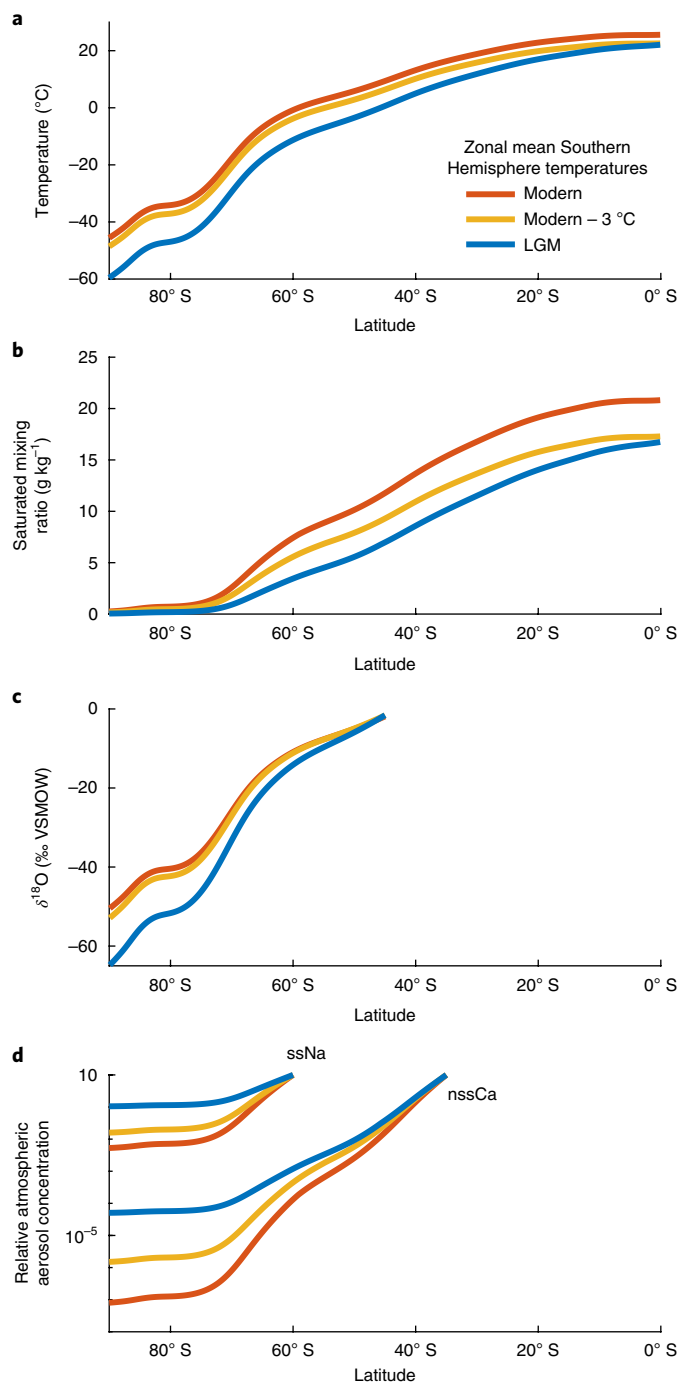 a
20
0
–20
–40
–60
Temperature (°C)
Zonal mean Southern
Hemisphere temperatures
Modern
Modern – 3 °C
LGM
80° S
60° S
40° S
20° S
0° S
Latitude
b
25
20
15
10
5
0
Saturated mixing
ratio (g kg⁻¹)
80° S
60° S
40° S
20° S
0° S
Latitude
c
0
–20
–40
–60
δ¹⁸O (‰ VSMOW)
80° S
60° S
40° S
20° S
0° S
Latitude
d
ssNa
nssCa
10
10⁻⁵
Relative atmospheric
aerosol concentration
80° S
60° S
40° S
20° S
0° S
Latitude